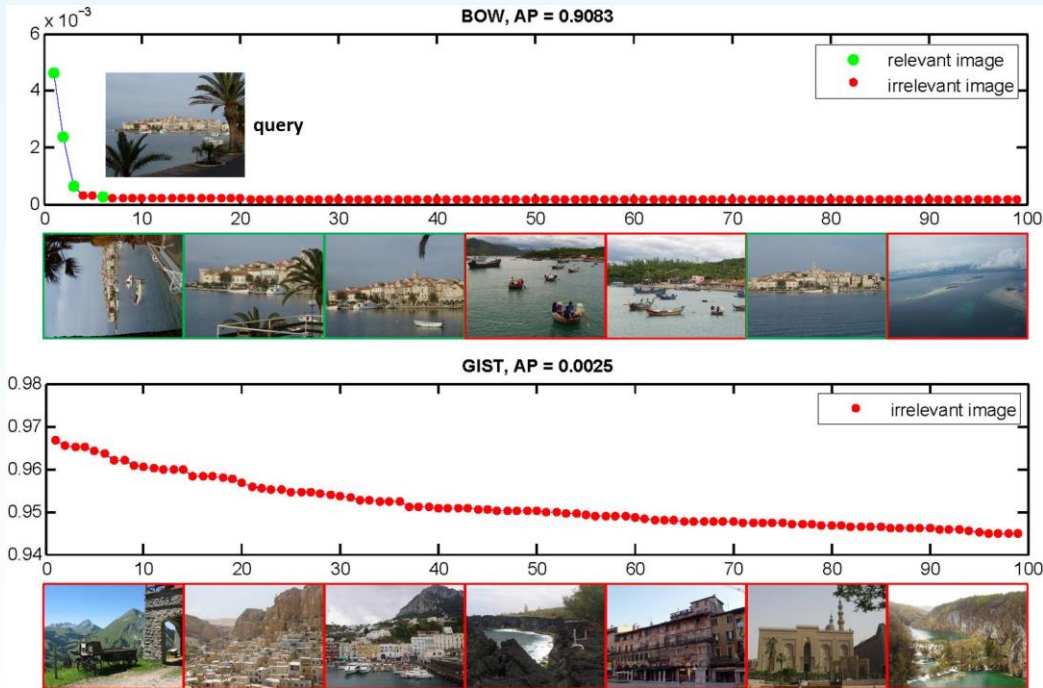 BOW, AP = 0.9083
6 × 10⁻³
relevant image
irrelevant image
4
query
2
0
0 10 20 30 40 50 60 70 80 90 100
GIST, AP = 0.0025
0.98
irrelevant image
0.97
0.96
0.95
0.94
0 10 20 30 40 50 60 70 80 90 100